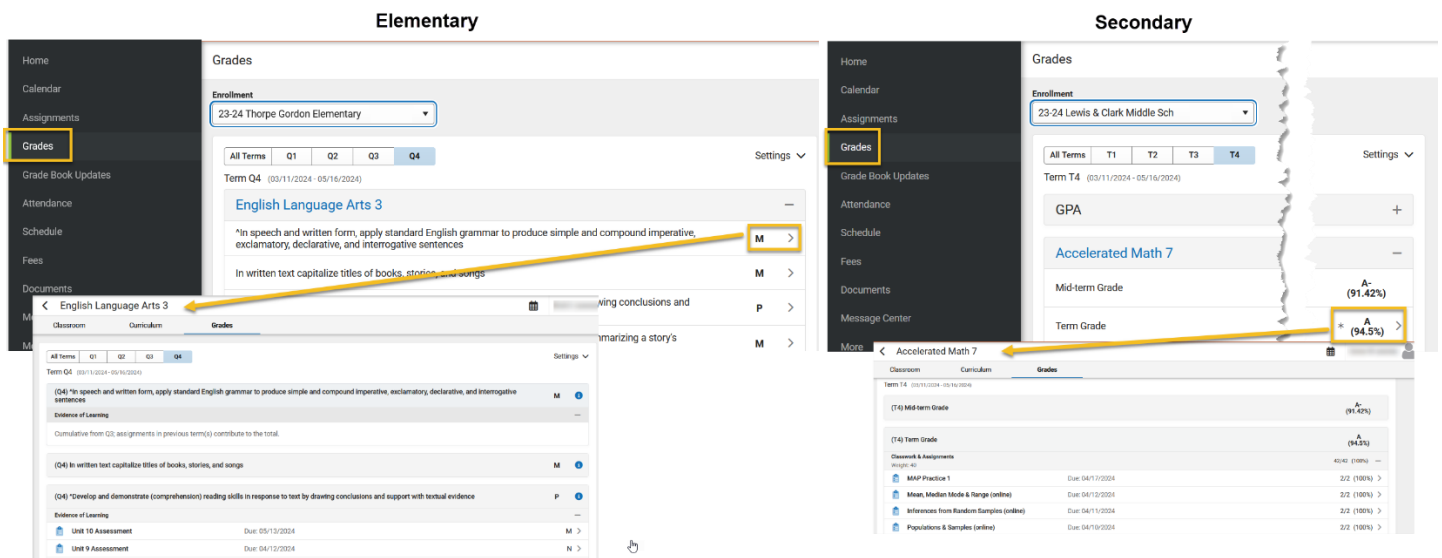 Elementary
Home
Calendar
Assignments
Grades
Grade Book Updates
Attendance
Schedule
Fees
Documents
Grades
Enrollment
23-24 Thorpe Gordon Elementary
All Terms Q1 Q2 Q3 Q4
Settings
Term Q4 (03/11/2024 - 05/16/2024)
English Language Arts 3
^In speech and written form, apply standard English grammar to produce simple and compound imperative,
exclamatory, declarative, and interrogative sentences
M
In written text capitalize titles of books, stories, and songs
M
wing conclusions and
P
mmarizing a story's
M
English Language Arts 3
Classroom Curriculum Grades
All Terms Q1 Q2 Q3 Q4
Settings
Term Q4 (03/11/2024 - 05/16/2024)
(Q4) ^In speech and written form, apply standard English grammar to produce simple and compound imperative, exclamatory, declarative, and interrogative
sentences
M
Evidence of Learning
Cumulative from Q3; assignments in previous term(s) contribute to the total.
(Q4) In written text capitalize titles of books, stories, and songs
M
(Q4) ^Develop and demonstrate (comprehension) reading skills in response to text by drawing conclusions and support with textual evidence
P
Evidence of Learning
Unit 10 Assessment Due: 05/13/2024 M
Unit 9 Assessment Due: 04/12/2024 N
Secondary
Home
Calendar
Assignments
Grades
Grade Book Updates
Attendance
Schedule
Fees
Documents
Message Center
More
Grades
Enrollment
23-24 Lewis & Clark Middle Sch
All Terms T1 T2 T3 T4
Settings
Term T4 (03/11/2024 - 05/16/2024)
GPA
Accelerated Math 7
Mid-term Grade
A-
(91.42%)
Term Grade
* A
(94.5%)
Accelerated Math 7
Classroom Curriculum Grades
Term T4 (03/11/2024 - 05/16/2024)
(T4) Mid-term Grade
A-
(91.42%)
(T4) Term Grade
A
(94.5%)
Classwork & Assignments
Weight: 40
42/42 (100%)
MAP Practice 1 Due: 04/17/2024 2/2 (100%)
Mean, Median Mode & Range (online) Due: 04/12/2024 2/2 (100%)
Inferences from Random Samples (online) Due: 04/11/2024 2/2 (100%)
Populations & Samples (online) Due: 04/10/2024 2/2 (100%)